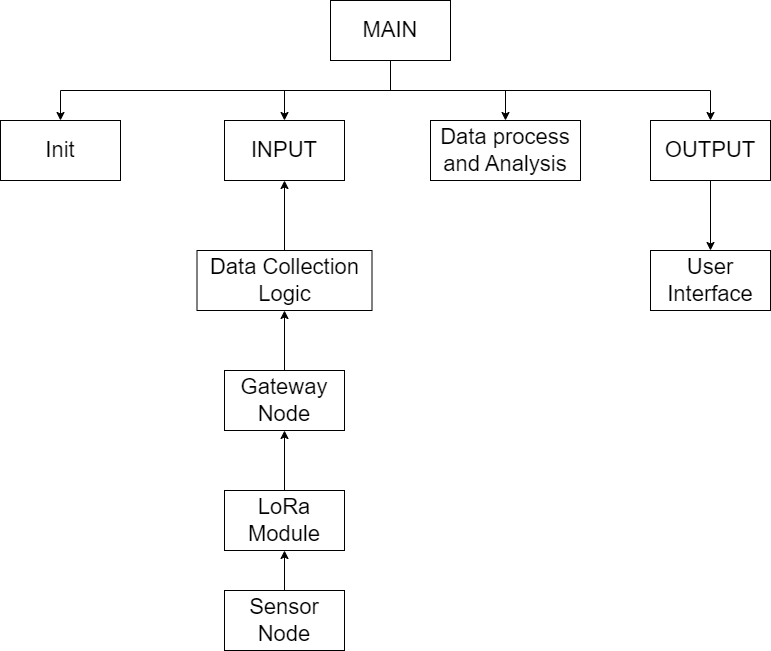 MAIN
Init
INPUT
Data process
and Analysis
OUTPUT
Data Collection
Logic
User
Interface
Gateway
Node
LoRa
Module
Sensor
Node